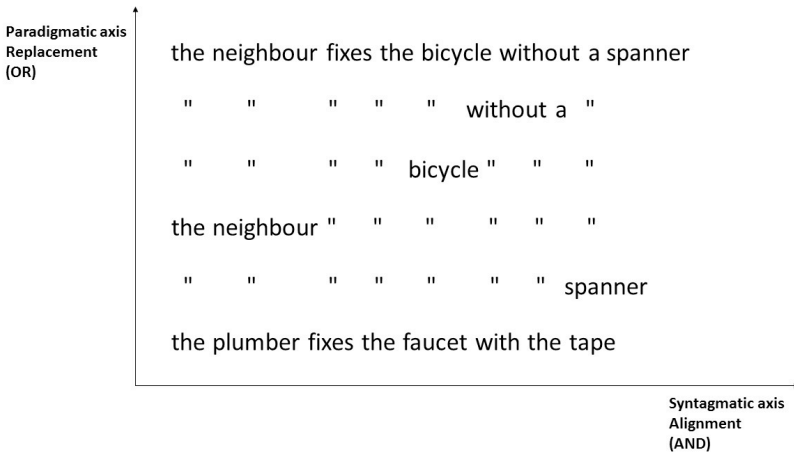 Paradigmatic axis
Replacement
(OR)
the neighbour fixes the bicycle without a spanner
" " " " " without a "
" " " " bicycle " " "
the neighbour " " " " " "
" " " " " " " spanner
the plumber fixes the faucet with the tape
Syntagmatic axis
Alignment
(AND)